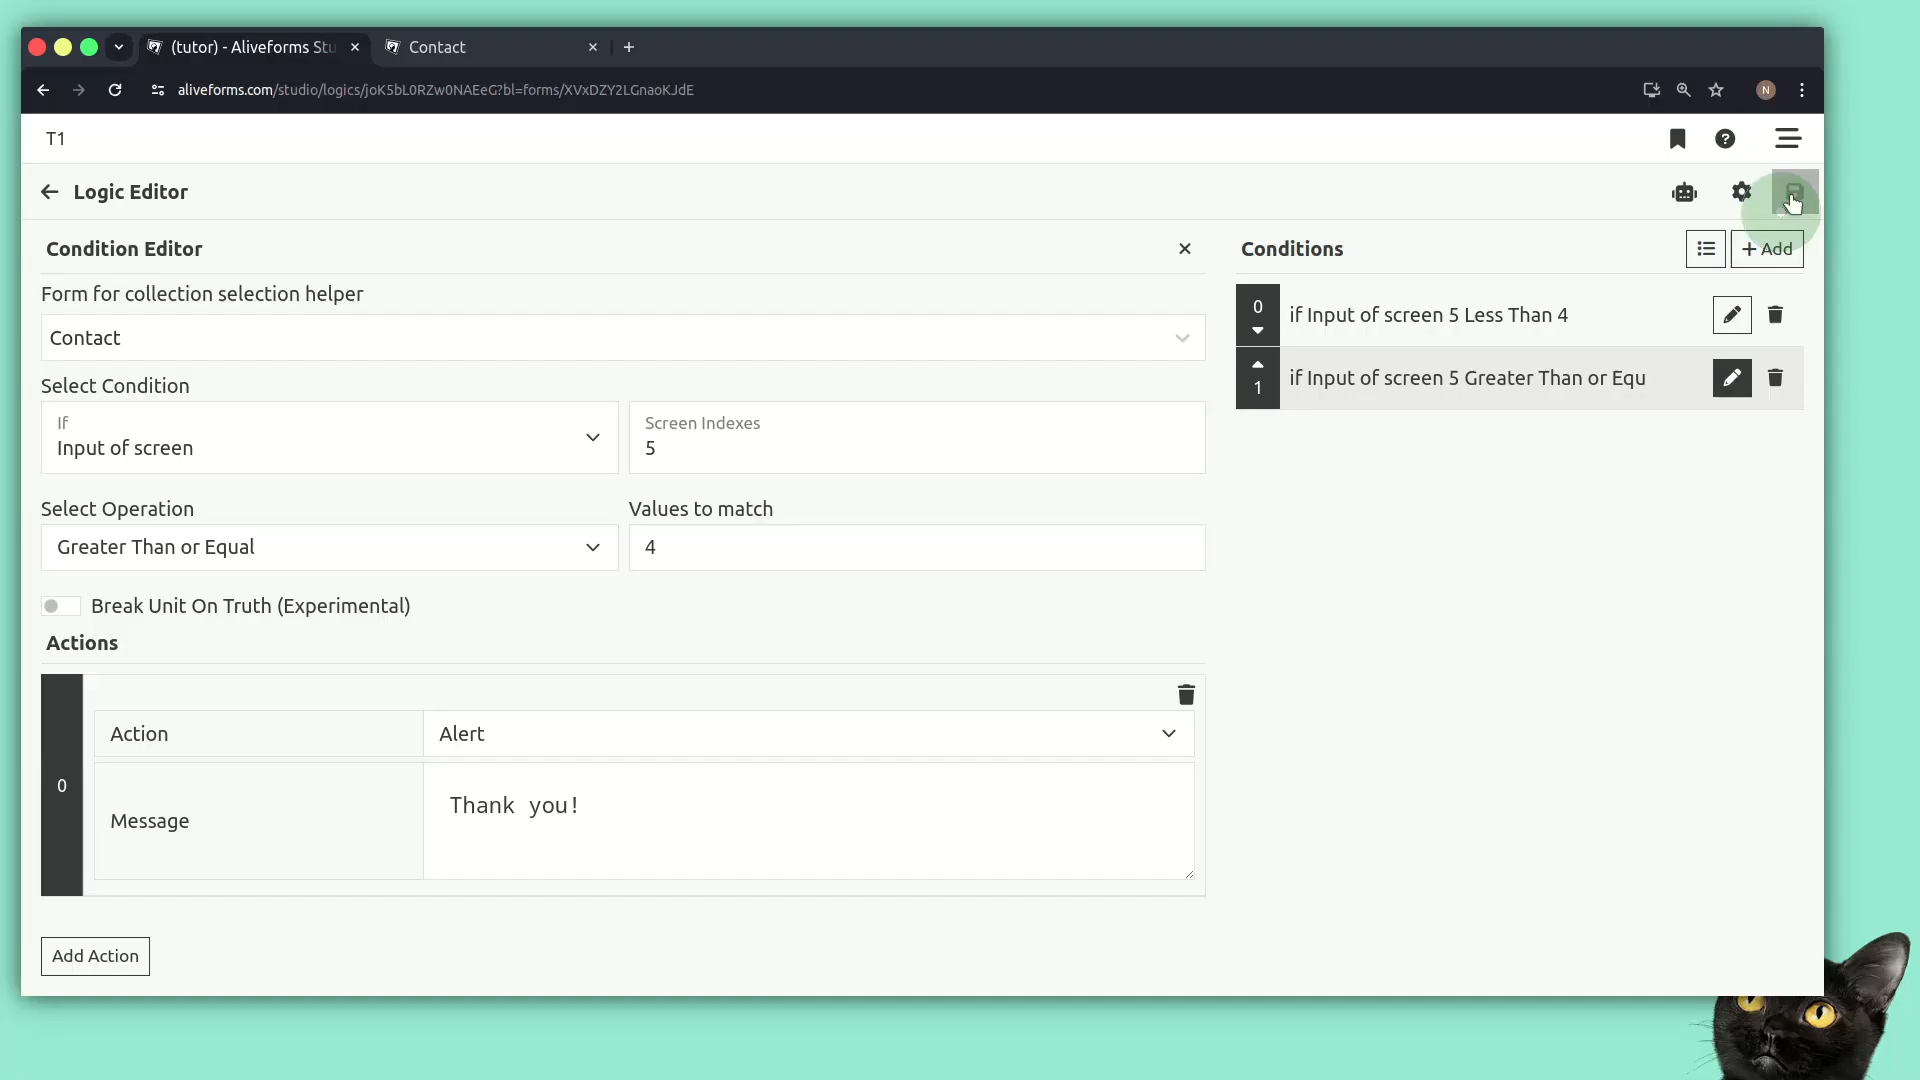 (tutor) - Aliveforms Stu
Contact
aliveforms.com/studio/logics/joK5bL0RZw0NAEeG?bl=forms/XVxDZY2LGnaoKJdE
N
T1
Logic Editor
Condition Editor
Conditions
Add
Form for collection selection helper
Contact
0
if Input of screen 5 Less Than 4
1
if Input of screen 5 Greater Than or Equ
Select Condition
If
Input of screen
Screen Indexes
5
Select Operation
Values to match
Greater Than or Equal
4
Break Unit On Truth (Experimental)
Actions
0
Action
Alert
Message
Thank you!
Add Action